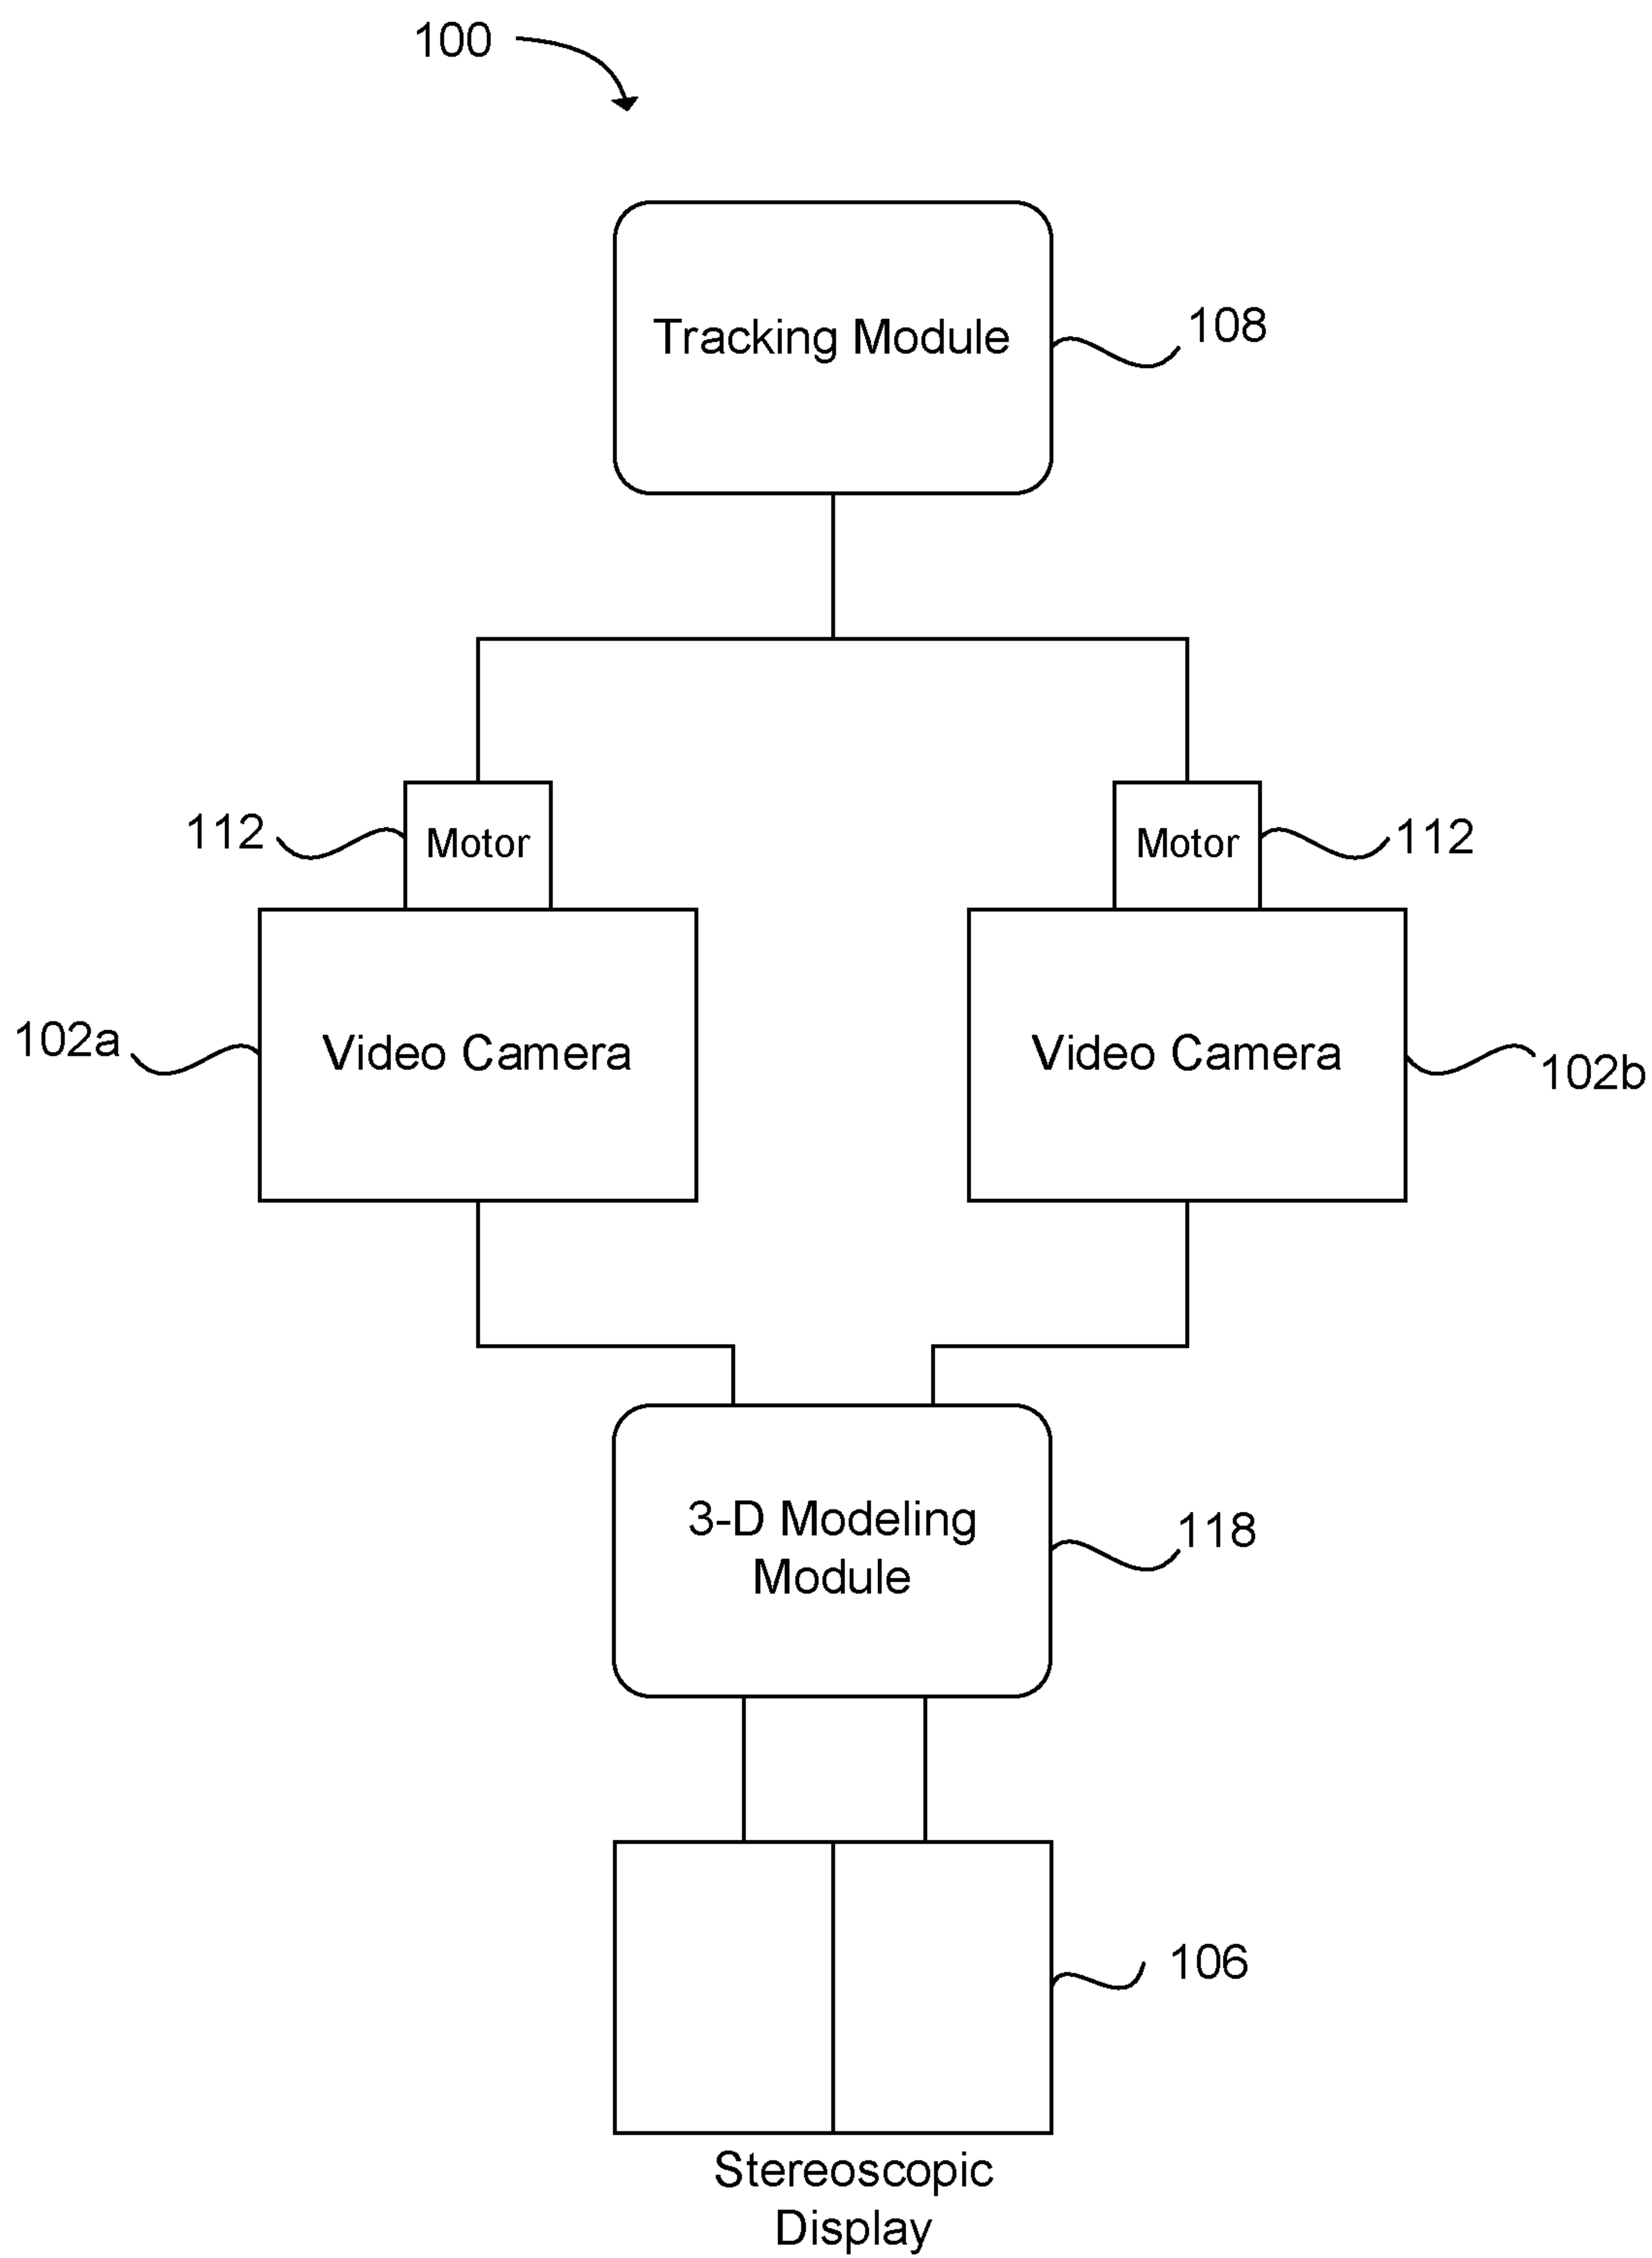 100
Tracking Module
108
112
Motor
Motor
112
102a
Video Camera
Video Camera
102b
3-D Modeling
Module
118
106
Stereoscopic
Display